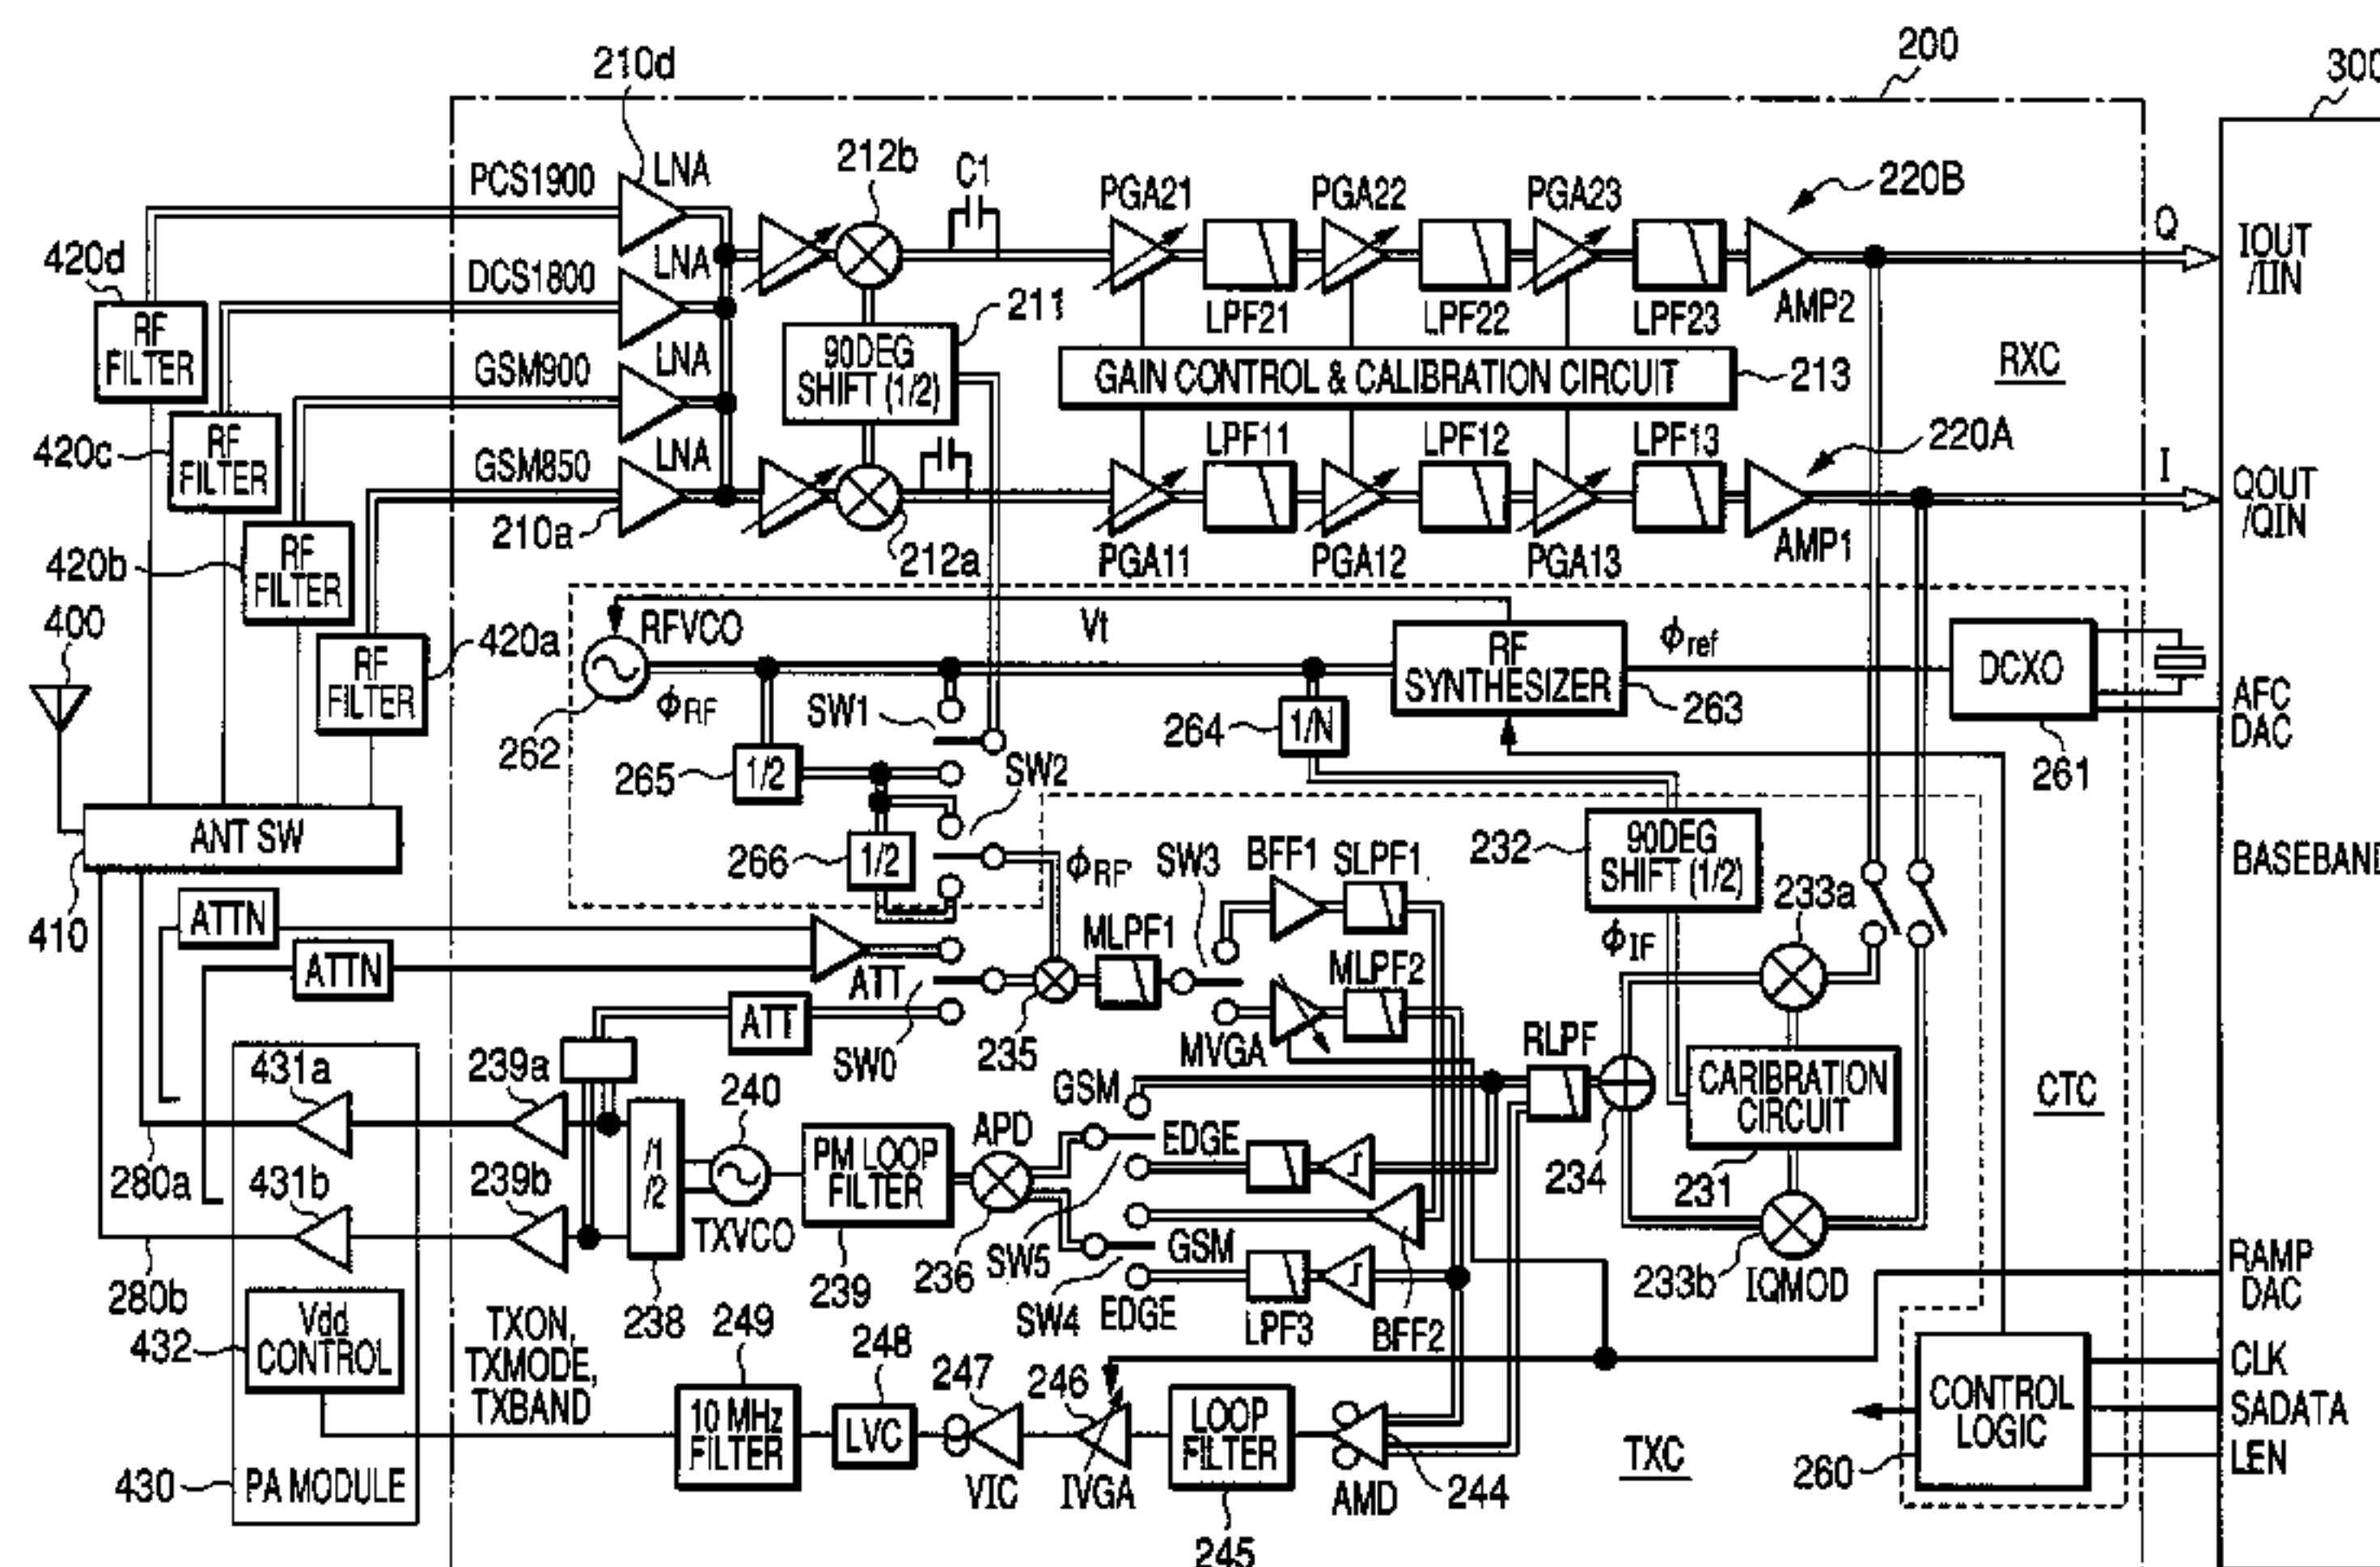 200
300
210d
LNA
212b
C1
PCS1900
PGA21
PGA22
PGA23
220B
Q
IOUT
/IIN
420d
RF
FILTER
DCS1800
LNA
LPF21
LPF22
LPF23
AMP2
211
90DEG
SHIFT (1/2)
GAIN CONTROL & CALIBRATION CIRCUIT
213
RXC
GSM900
LNA
420c
RF
FILTER
GSM850
LNA
LPF11
LPF12
LPF13
220A
I
QOUT
/QIN
210a
212a
PGA11
PGA12
PGA13
AMP1
420b
RF
FILTER
400
420a
RF
FILTER
RFVCO
Vt
RF
SYNTHESIZER
ϕref
DCXO
AFC
DAC
ϕRF
SW1
264
1/N
263
261
262
265
1/2
SW2
ANT SW
410
266
1/2
ϕRF'
SW3
BFF1
SLPF1
232
90DEG
SHIFT (1/2)
233a
BASEBAND
ATTN
ATTN
ATT
MLPF1
MLPF2
ϕIF
ATT
SW0
235
MVGA
RLPF
431a
239a
240
GSM
APD
EDGE
CARIBRATION
CIRCUIT
CTC
/1
/2
PM LOOP
FILTER
234
231
280a
431b
239b
TXVCO
236
SW5
GSM
233b
IQMOD
RAMP
DAC
280b
Vdd
CONTROL
432
238
239
SW4
EDGE
LPF3
BFF2
TXON,
TXMODE,
TXBAND
249
248
247
246
10 MHz
FILTER
LVC
VIC
IVGA
LOOP
FILTER
245
AMD
244
TXC
260
CONTROL
LOGIC
CLK
SADATA
LEN
430
PA MODULE